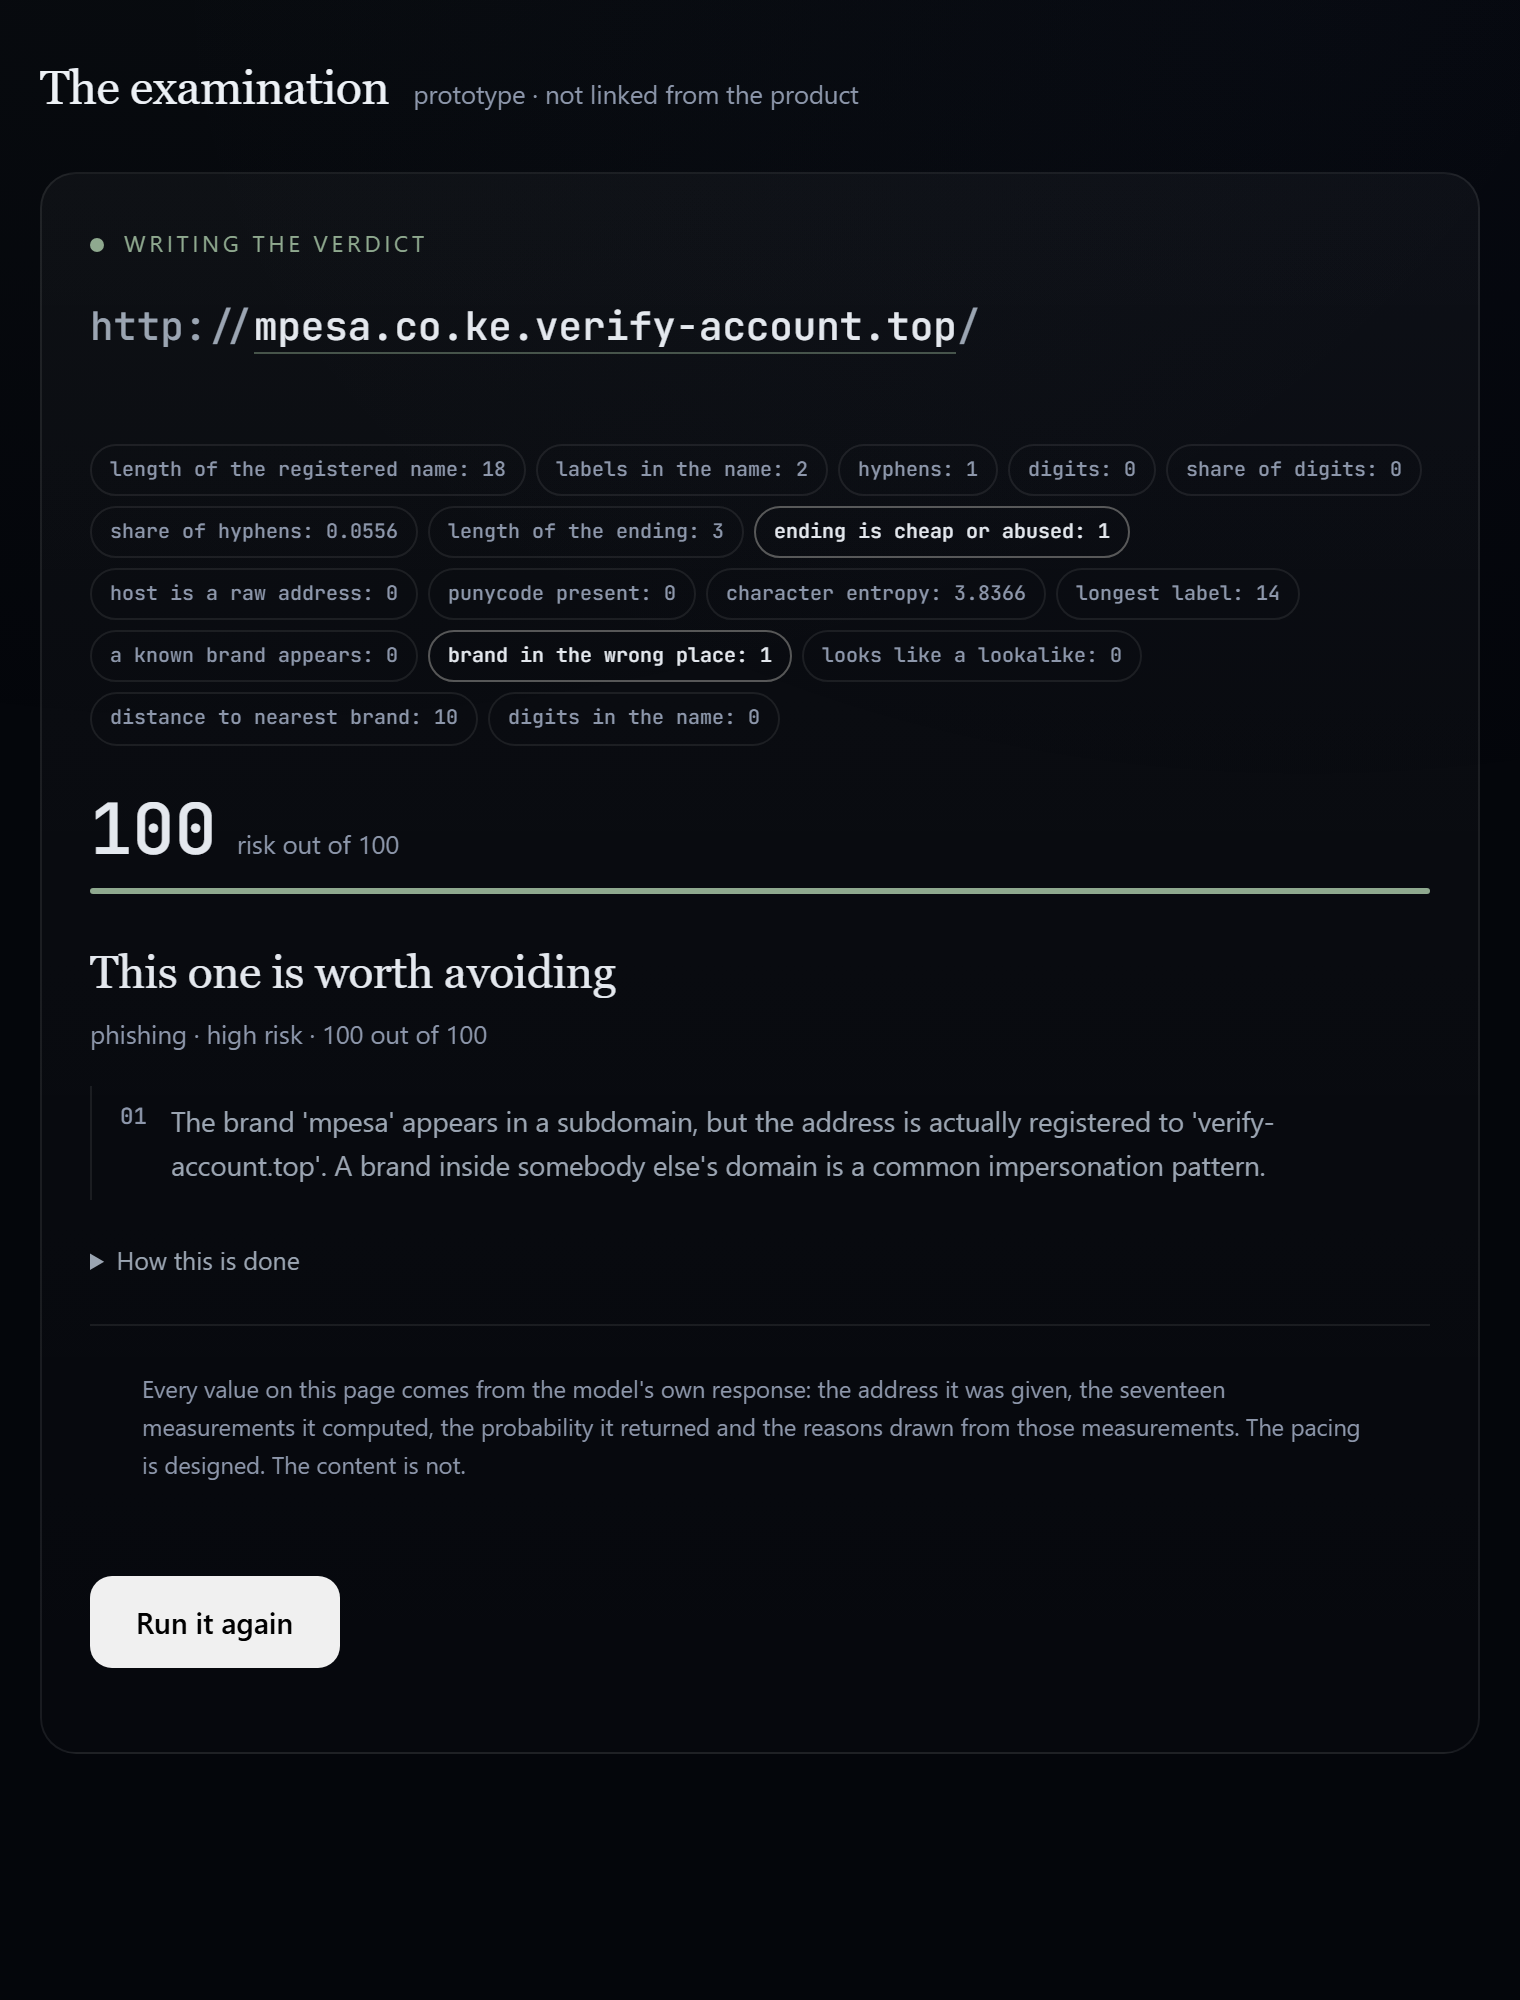 The examination prototype · not linked from the product
WRITING THE VERDICT
http://mpesa.co.ke.verify-account.top/
length of the registered name: 18 labels in the name: 2 hyphens: 1 digits: 0 share of digits: 0
share of hyphens: 0.0556 length of the ending: 3 ending is cheap or abused: 1
host is a raw address: 0 punycode present: 0 character entropy: 3.8366 longest label: 14
a known brand appears: 0 brand in the wrong place: 1 looks like a lookalike: 0
distance to nearest brand: 10 digits in the name: 0
100 risk out of 100
This one is worth avoiding
phishing · high risk · 100 out of 100
01 The brand 'mpesa' appears in a subdomain, but the address is actually registered to 'verify-
account.top'. A brand inside somebody else's domain is a common impersonation pattern.
How this is done
Every value on this page comes from the model's own response: the address it was given, the seventeen
measurements it computed, the probability it returned and the reasons drawn from those measurements. The pacing
is designed. The content is not.
Run it again